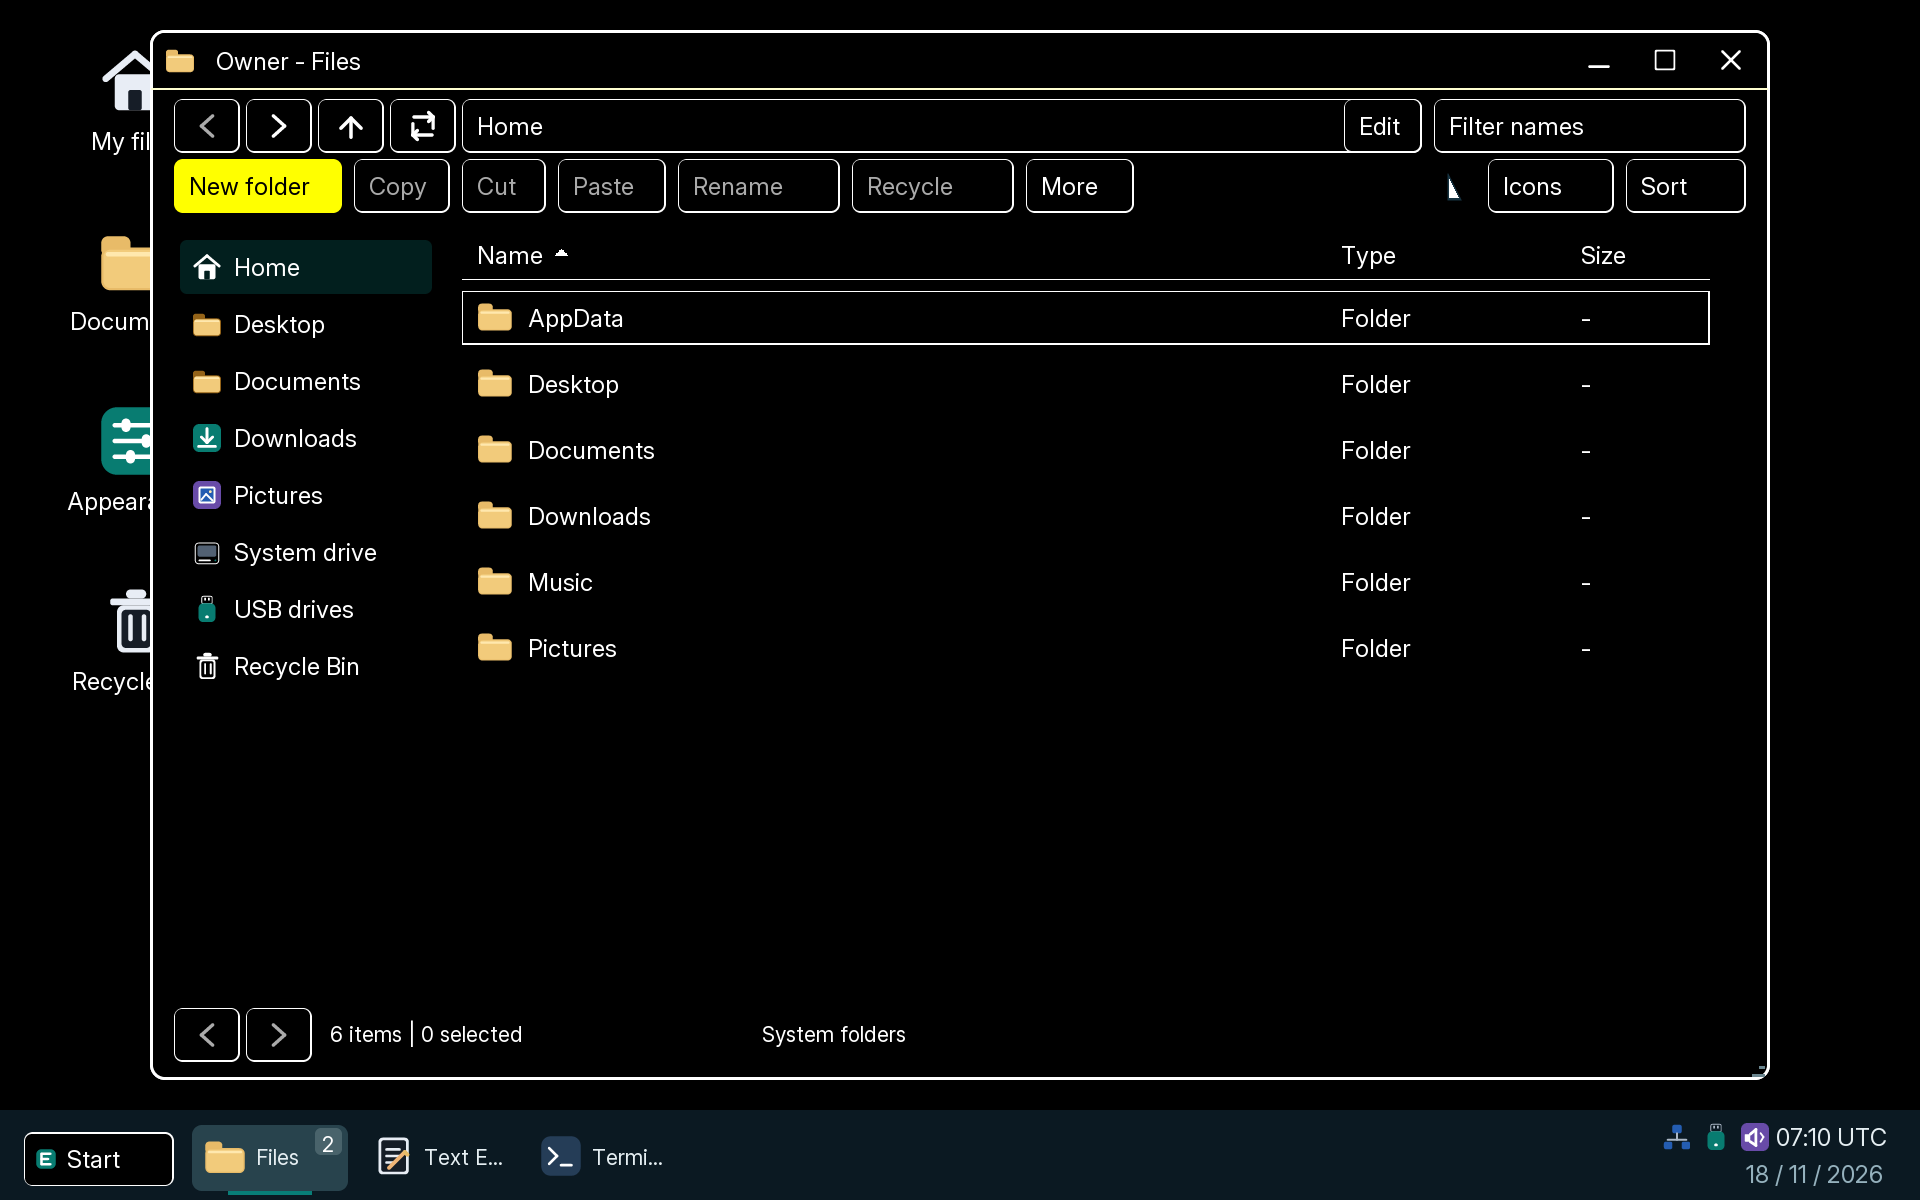 My fil
Docum
Appeara
Recycle
Owner - Files
Home
Edit
Filter names
New folder
Copy
Cut
Paste
Rename
Recycle
More
Icons
Sort
Home
Desktop
Documents
Downloads
Pictures
System drive
USB drives
Recycle Bin
Name Type Size
AppData Folder -
Desktop Folder -
Documents Folder -
Downloads Folder -
Music Folder -
Pictures Folder -
6 items | 0 selected
System folders
Start
Files
2
Text E...
Termi...
07:10 UTC
18 / 11 / 2026